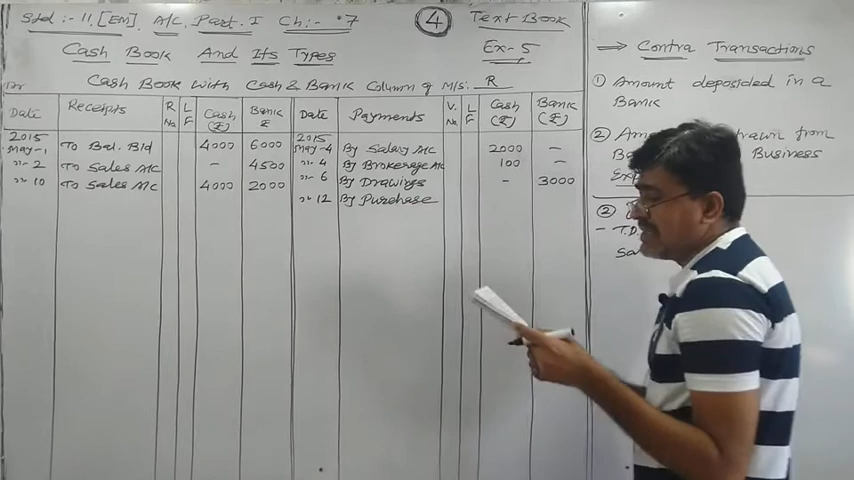 Std :- 11, [EM]. A/C, Part. I Ch:- 7
4
Text Book
Cash Book And Its Types
Ex-5
Cash Book with Cash & Bank Column of M/s: R
Date Receipts R No L F Cash (₹) Bank ₹ Date Payments V. No. L F Cash (₹) Bank (₹)
2015 May-1 To Bal. B/d 4000 6000 2015 May-4 By Salary A/C 2000 -
"- 2 To Sales A/C - 4500 "- 4 By Brokerage A/c 100 -
"- 10 To Sales A/C 4000 2000 "- 6 By Drawings - 3000
"- 12 By Purchase
⇒ Contra Transactions
① Amount deposided in a
Bank
②
Business
②
- T.D.